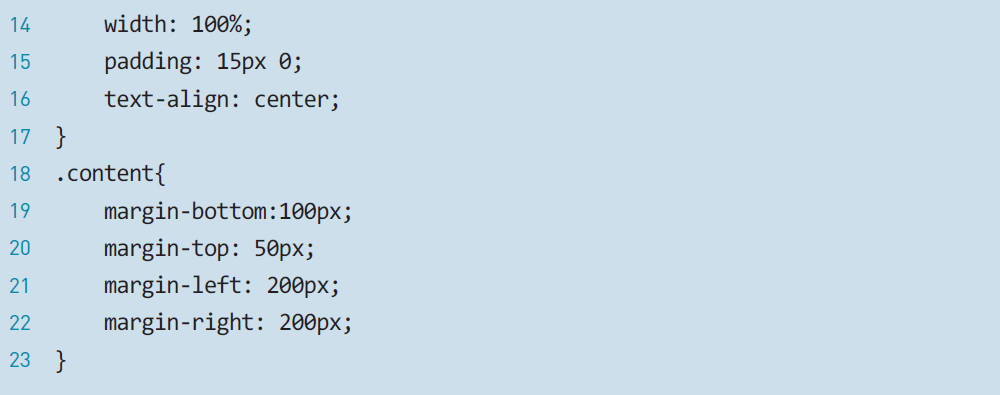 14 width: 100%;
15 padding: 15px 0;
16 text-align: center;
17 }
18 .content{
19 margin-bottom:100px;
20 margin-top: 50px;
21 margin-left: 200px;
22 margin-right: 200px;
23 }